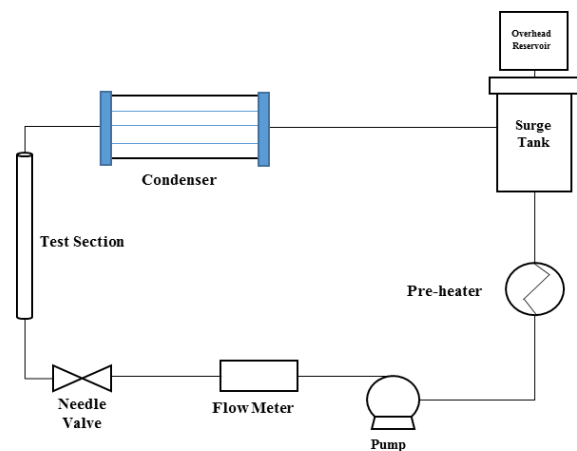 Overhead
Reservoir
Surge
Tank
Condenser
Test Section
Pre-heater
Needle
Valve
Flow Meter
Pump